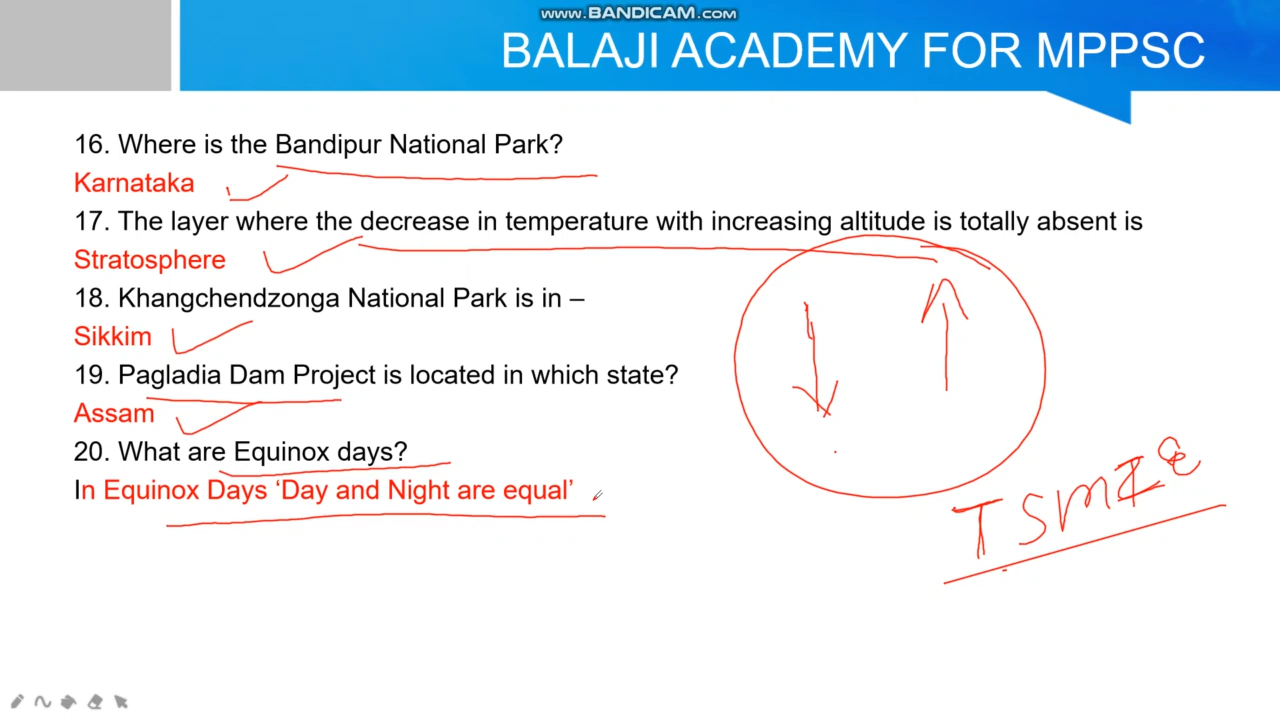 www.BANDICAM.com
BALAJI ACADEMY FOR MPPSC
16. Where is the Bandipur National Park?
Karnataka
17. The layer where the decrease in temperature with increasing altitude is totally absent is
Stratosphere
18. Khangchendzonga National Park is in –
Sikkim
19. Pagladia Dam Project is located in which state?
Assam
20. What are Equinox days?
In Equinox Days ‘Day and Night are equal’
T S M I